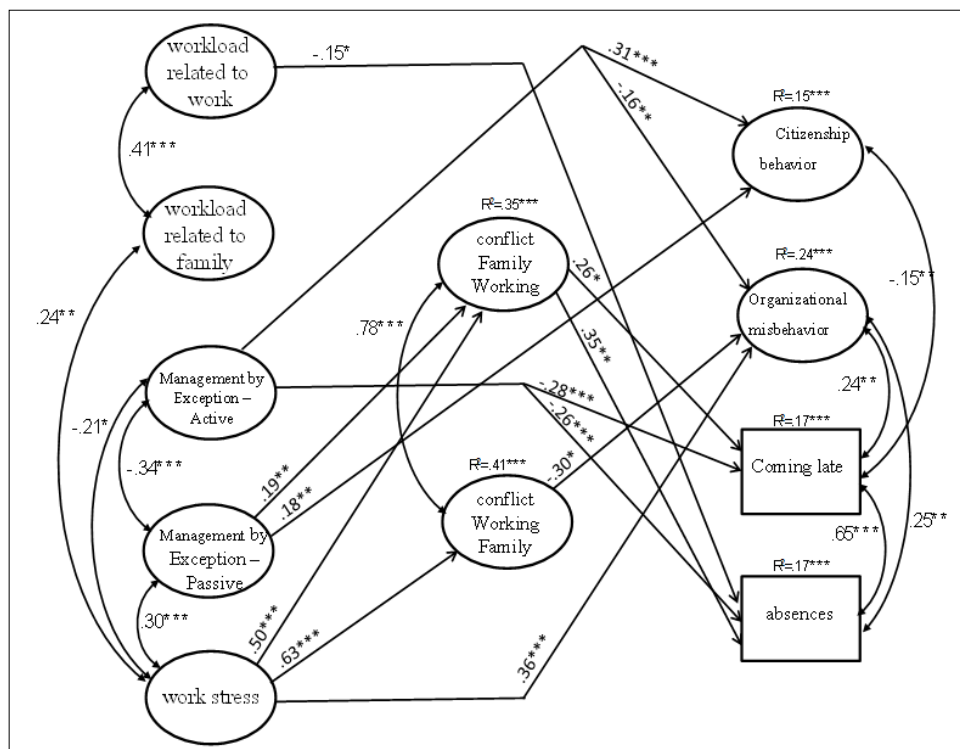 workload
related to
work
-.15*
.41***
workload
related to
family
.24**
-.21*
Management by
Exception – 
Active
-.34***
Management by
Exception –
Passive
.30***
work stress
.31***
-.16**
R²=.35***
conflict
Family
Working
.78***
.26*
.35**
-.28***
-.26***
.19**
.18**
R²=.41***
conflict
Working
Family
-.30*
.50***
.63***
.36***
R²=.15***
Citizenship
behavior
-.15**
R²=.24***
Organizational
misbehavior
.24**
R²=.17***
Coming late
.65***
.25**
R²=.17***
absences